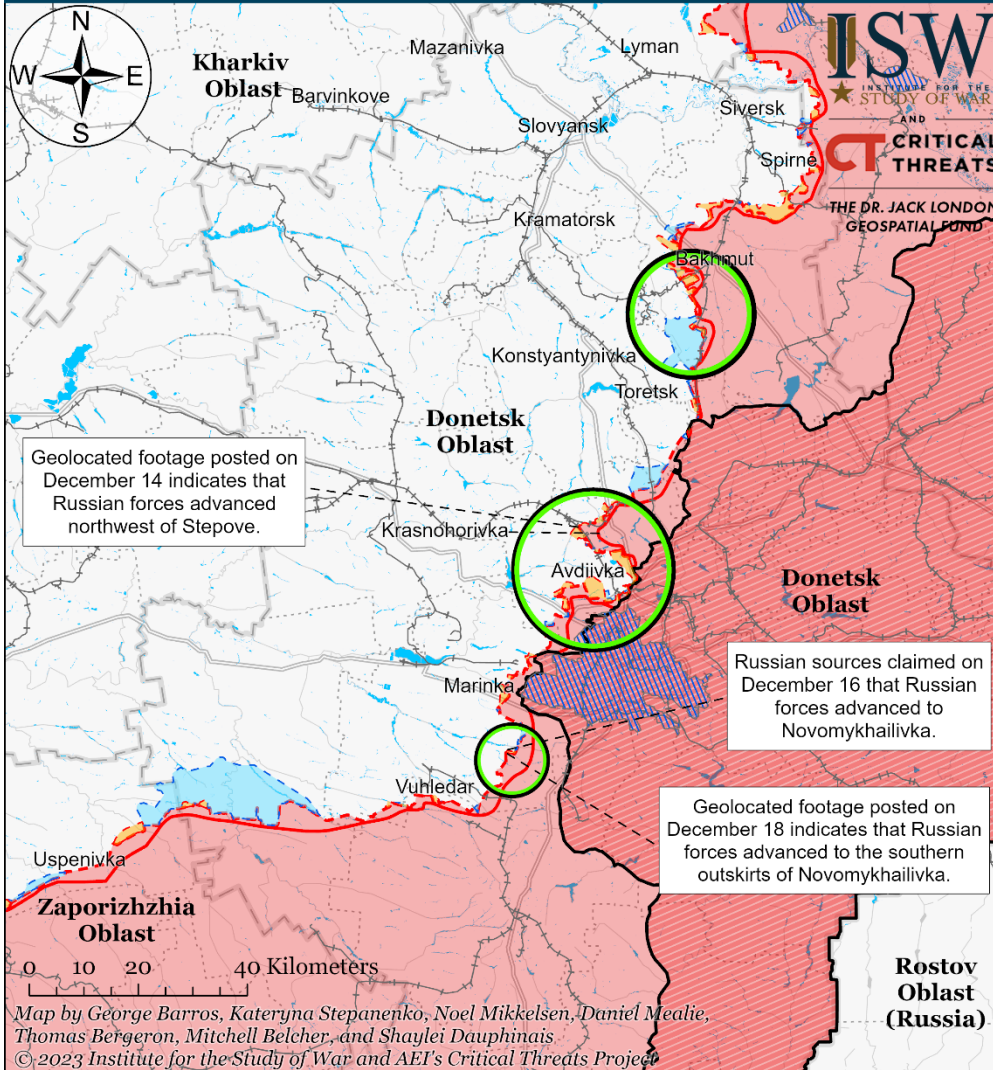 N
W
E
S
Kharkiv
Oblast
Mazanivka
Lyman
Barvinkove
Slovyansk
Siversk
Spirne
ISW
INSTITUTE FOR THE
STUDY OF WAR
AND
CT CRITICAL
THREATS
THE DR. JACK LONDON
GEOSPATIAL FUND
Kramatorsk
Bakhmut
Konstyantynivka
Toretsk
Donetsk
Oblast
Geolocated footage posted on
December 14 indicates that
Russian forces advanced
northwest of Stepove.
Krasnohorivka
Avdiivka
Donetsk
Oblast
Russian sources claimed on
December 16 that Russian
forces advanced to
Novomykhailivka.
Marinka
Vuhledar
Geolocated footage posted on
December 18 indicates that Russian
forces advanced to the southern
outskirts of Novomykhailivka.
Uspenivka
Zaporizhzhia
Oblast
0 10 20 40 Kilometers
Rostov
Oblast
(Russia)
Map by George Barros, Kateryna Stepanenko, Noel Mikkelsen, Daniel Mealie,
Thomas Bergeron, Mitchell Belcher, and Shaylei Dauphinais
© 2023 Institute for the Study of War and AEI's Critical Threats Project